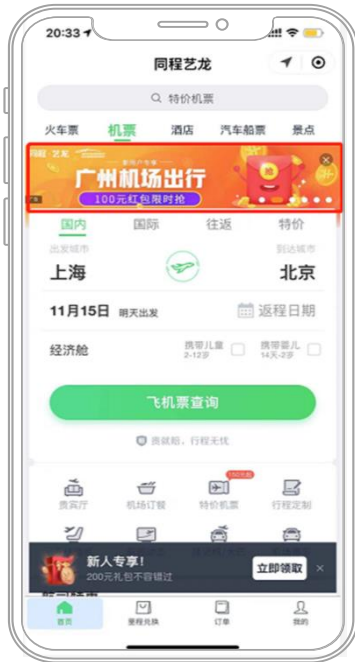 20:33
同程艺龙
特价机票
火车票 机票 酒店 汽车船票 景点
同程·艺龙
新用户专享
广州机场出行
100元红包限时抢
抢
国内 国际 往返 特价
出发城市 到达城市
上海 北京
11月15日 明天出发 返程日期
经济舱 携带儿童 2-12岁 携带婴儿 14天-2岁
飞机票查询
贵就赔，行程无忧
贵宾厅 机场订餐 特价机票 行程定制
新人专享！
200元礼包不容错过
立即领取
首页 里程兑换 订单 我的